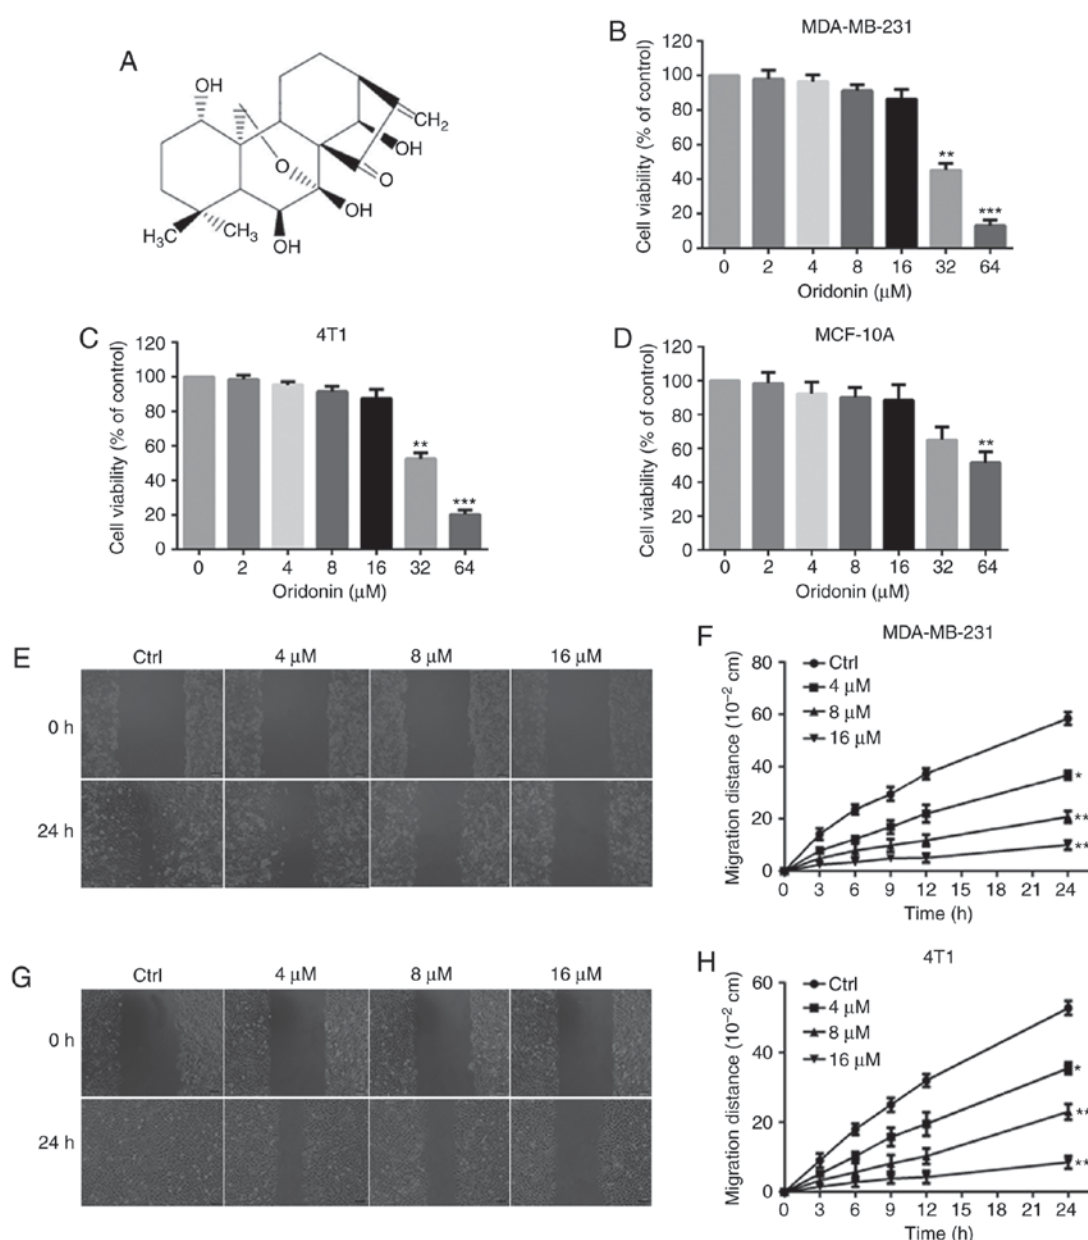 A
OH
CH2
OH
O
O
OH
OH
H3C
CH3
B
MDA-MB-231
Cell viability (% of control)
120
100
80
60
40
20
0
**
***
0 2 4 8 16 32 64
Oridonin (μM)
C
4T1
Cell viability (% of control)
120
100
80
60
40
20
0
**
***
0 2 4 8 16 32 64
Oridonin (μM)
D
MCF-10A
Cell viability (% of control)
120
100
80
60
40
20
0
**
0 2 4 8 16 32 64
Oridonin (μM)
E
Ctrl 4 μM 8 μM 16 μM
0 h
24 h
F
MDA-MB-231
Migration distance (10⁻² cm)
80
60
40
20
0
Ctrl
4 μM
8 μM
16 μM
*
**
**
0 3 6 9 12 15 18 21 24
Time (h)
G
Ctrl 4 μM 8 μM 16 μM
0 h
24 h
H
4T1
Migration distance (10⁻² cm)
60
40
20
0
Ctrl
4 μM
8 μM
16 μM
*
**
**
0 3 6 9 12 15 18 21 24
Time (h)